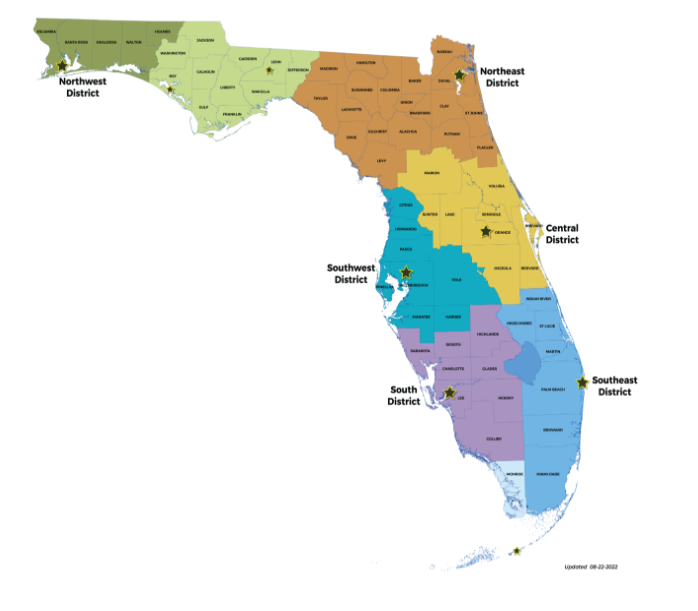 ESCAMBIA
SANTA ROSA
OKALOOSA
WALTON
HOLMES
WASHINGTON
JACKSON
BAY
CALHOUN
GULF
LIBERTY
GADSDEN
LEON
WAKULLA
FRANKLIN
JEFFERSON
Northwest
District
MADISON
HAMILTON
TAYLOR
SUWANNEE
LAFAYETTE
COLUMBIA
BAKER
NASSAU
DUVAL
UNION
BRADFORD
CLAY
ST JOHNS
DIXIE
GILCHRIST
ALACHUA
PUTNAM
FLAGLER
LEVY
Northeast
District
MARION
VOLUSIA
SUMTER
LAKE
SEMINOLE
ORANGE
BREVARD
OSCEOLA
BREVARD
Central
District
CITRUS
HERNANDO
PASCO
PINELLAS
POLK
MANATEE
HARDEE
Southwest
District
INDIAN RIVER
OKEECHOBEE
ST LUCIE
MARTIN
PALM BEACH
BROWARD
MIAMI-DADE
Southeast
District
SARASOTA
DESOTO
HIGHLANDS
CHARLOTTE
GLADES
LEE
HENDRY
COLLIER
South
District
MONROE
Updated 08-22-2022